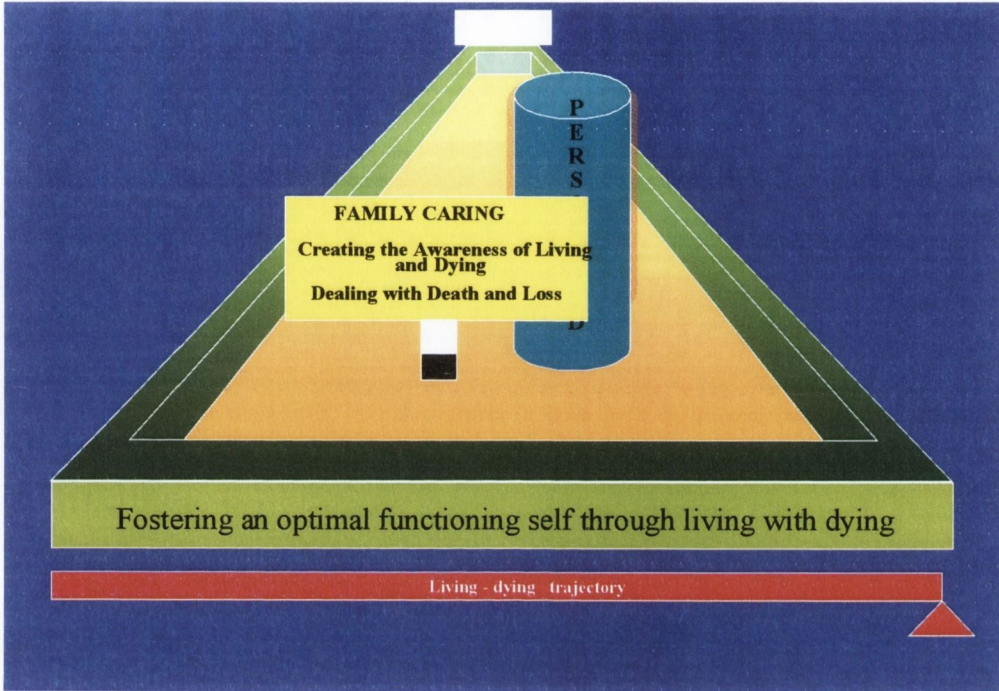 P
E
R
S
D
FAMILY CARING
Creating the Awareness of Living
and Dying
Dealing with Death and Loss
Fostering an optimal functioning self through living with dying
Living - dying trajectory